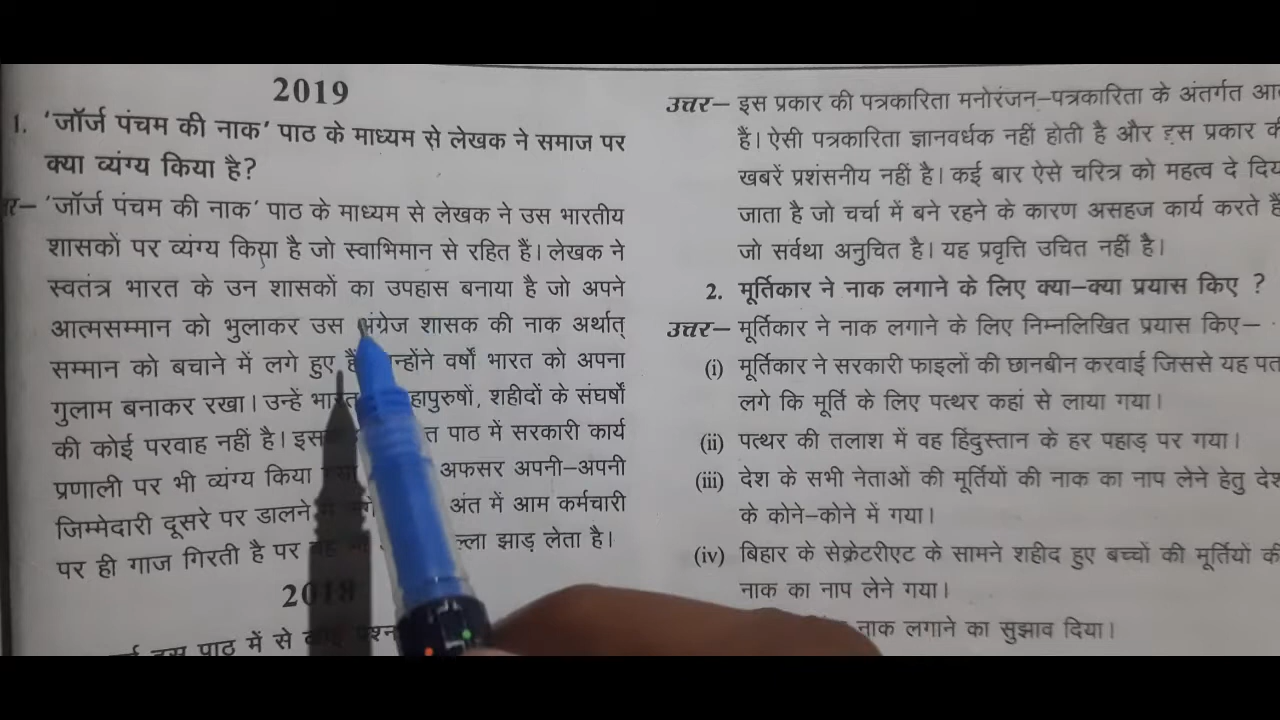 2019
1. 'जॉर्ज पंचम की नाक' पाठ के माध्यम से लेखक ने समाज पर
क्या व्यंग्य किया है?
'जॉर्ज पंचम की नाक' पाठ के माध्यम से लेखक ने उस भारतीय
शासकों पर व्यंग्य किया है जो स्वाभिमान से रहित हैं। लेखक ने
स्वतंत्र भारत के उन शासकों का उपहास बनाया है जो अपने
आत्मसम्मान को भुलाकर उस अंग्रेज शासक की नाक अर्थात्
सम्मान को बचाने में लगे हुए हैं वर्षों भारत को अपना
गुलाम बनाकर रखा। उन्हें शहीदों के संघर्षों
की कोई परवाह नहीं है। पाठ में सरकारी कार्य
प्रणाली पर भी व्यंग्य किया अफसर अपनी-अपनी
जिम्मेदारी दूसरे पर डालने अंत में आम कर्मचारी
पर ही गाज गिरती है पर झाड़ लेता है।
2018
पाठ में से
उत्तर- इस प्रकार की पत्रकारिता मनोरंजन-पत्रकारिता के अंतर्गत
हैं। ऐसी पत्रकारिता ज्ञानवर्धक नहीं होती है और इस प्रकार
खबरें प्रशंसनीय नहीं है। कई बार ऐसे चरित्र को महत्व दे
जाता है जो चर्चा में बने रहने के कारण असहज कार्य करते
जो सर्वथा अनुचित है। यह प्रवृत्ति उचित नहीं है।
2. मूर्तिकार ने नाक लगाने के लिए क्या-क्या प्रयास किए ?
उत्तर- मूर्तिकार ने नाक लगाने के लिए निम्नलिखित प्रयास किए-
(i) मूर्तिकार ने सरकारी फाइलों की छानबीन करवाई जिससे यह
लगे कि मूर्ति के लिए पत्थर कहां से लाया गया।
(ii) पत्थर की तलाश में वह हिंदुस्तान के हर पहाड़ पर गया।
(iii) देश के सभी नेताओं की मूर्तियों की नाक का नाप लेने हेतु
के कोने-कोने में गया।
(iv) बिहार के सेक्रेटरीएट के सामने शहीद हुए बच्चों की मूर्तियों
नाक का नाप लेने गया।
नाक लगाने का सुझाव दिया।